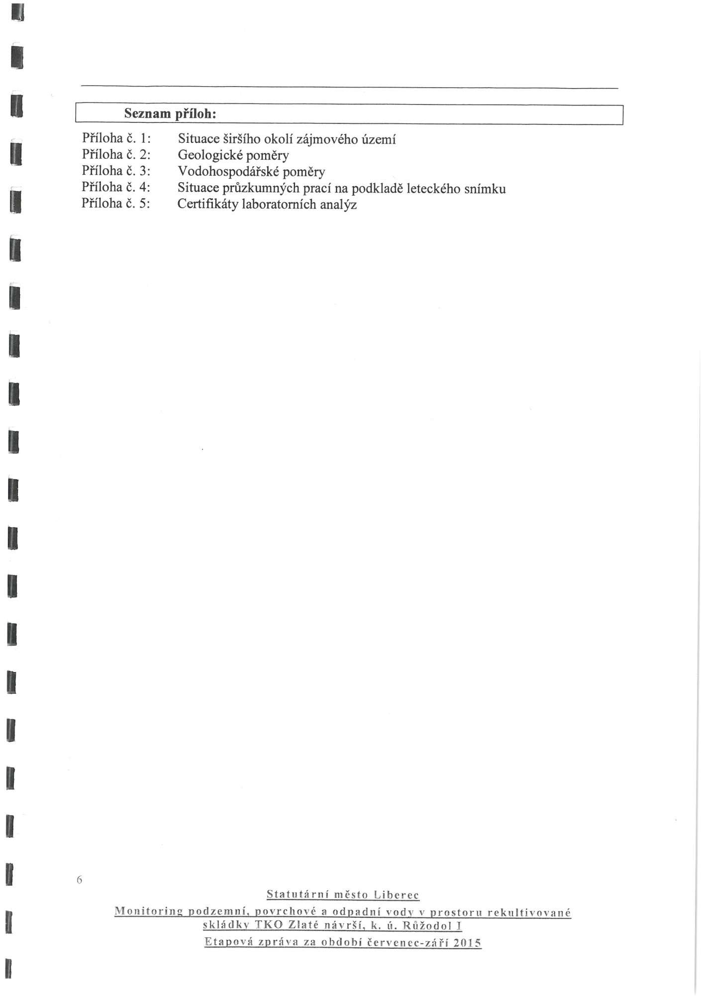 Seznam příloh:
Příloha č. 1: Situace širšího okolí zájmového území
Příloha č. 2: Geologické poměry
Příloha č. 3: Vodohospodářské poměry
Příloha č. 4: Situace průzkumných prací na podkladě leteckého snímku
Příloha č. 5: Certifikáty laboratorních analýz
6
Statutární město Liberec
Monitoring podzemní, povrchové a odpadní vody v prostoru rekultivované
skládky TKO Zlaté návrší, k. ú. Růžodol I
Etapová zpráva za období červenec-září 2015